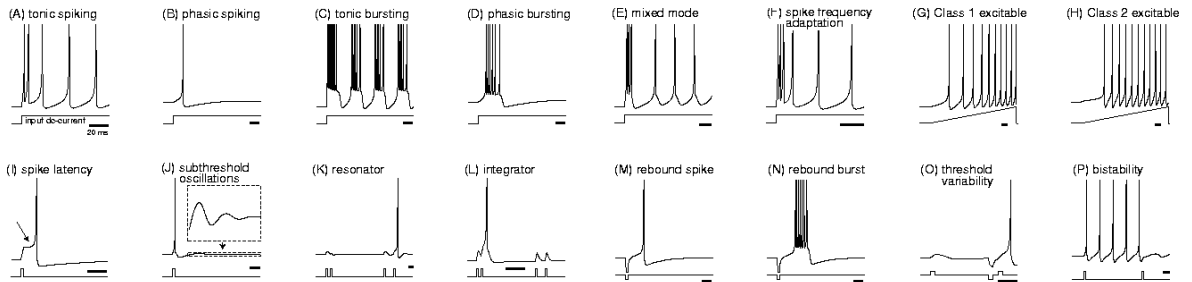 (A) tonic spiking
(B) phasic spiking
(C) tonic bursting
(D) phasic bursting
(E) mixed mode
(F) spike frequency
adaptation
(G) Class 1 excitable
(H) Class 2 excitable
input dc-current
20 ms
(I) spike latency
(J) subthreshold
oscillations
(K) resonator
(L) integrator
(M) rebound spike
(N) rebound burst
(O) threshold
variability
(P) bistability